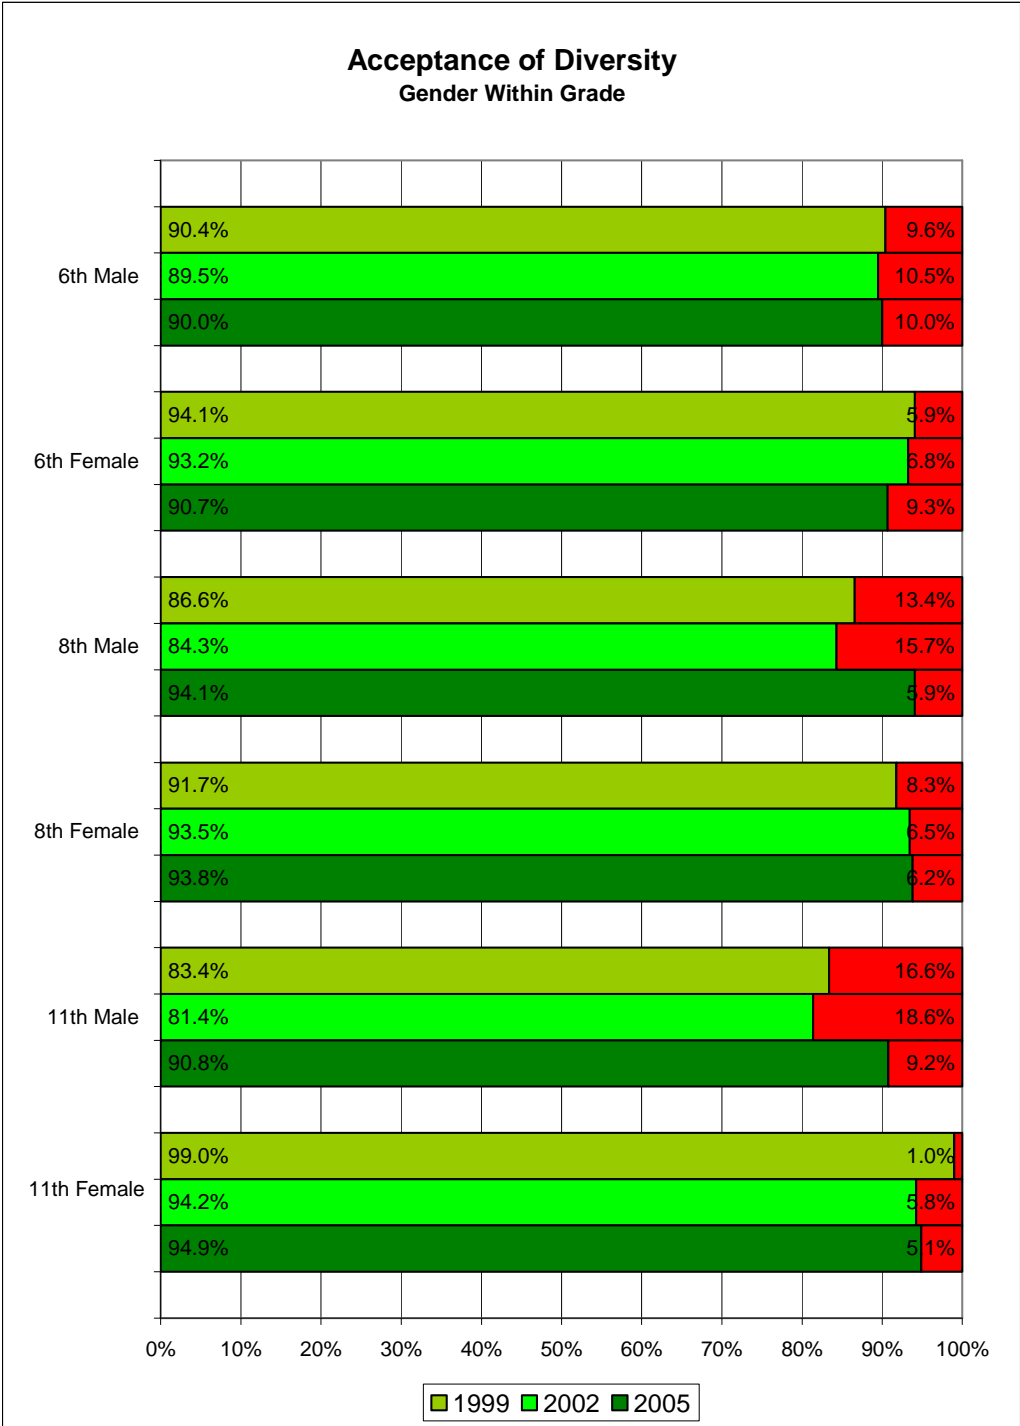 Acceptance of Diversity
Gender Within Grade
90.4% 9.6%
6th Male 89.5% 10.5%
90.0% 10.0%
94.1% 5.9%
6th Female 93.2% 6.8%
90.7% 9.3%
86.6% 13.4%
8th Male 84.3% 15.7%
94.1% 5.9%
91.7% 8.3%
8th Female 93.5% 6.5%
93.8% 6.2%
83.4% 16.6%
11th Male 81.4% 18.6%
90.8% 9.2%
99.0% 1.0%
11th Female 94.2% 5.8%
94.9% 5.1%
0% 10% 20% 30% 40% 50% 60% 70% 80% 90% 100%
1999 2002 2005